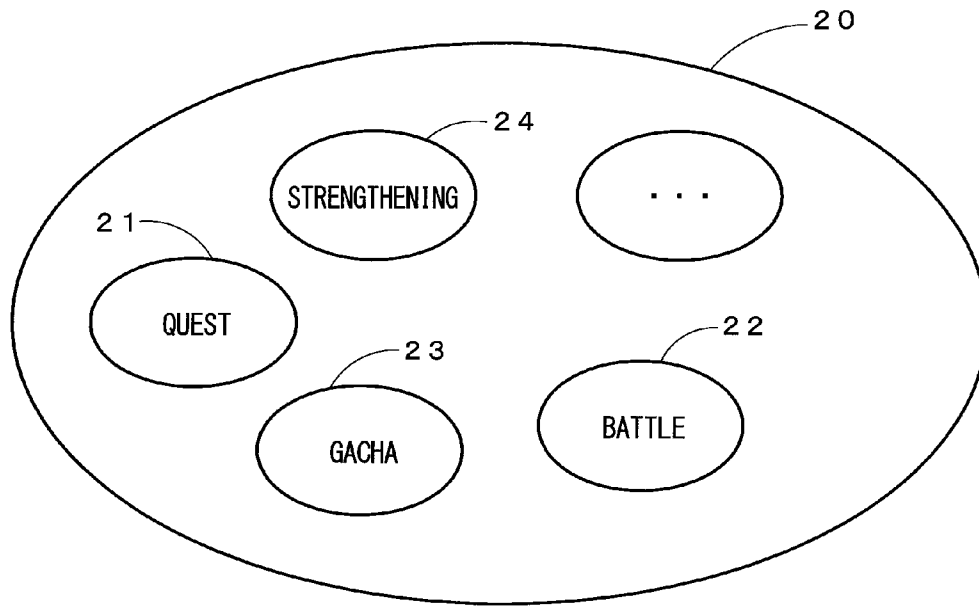 20
24
STRENGTHENING
...
21
QUEST
23
22
GACHA
BATTLE